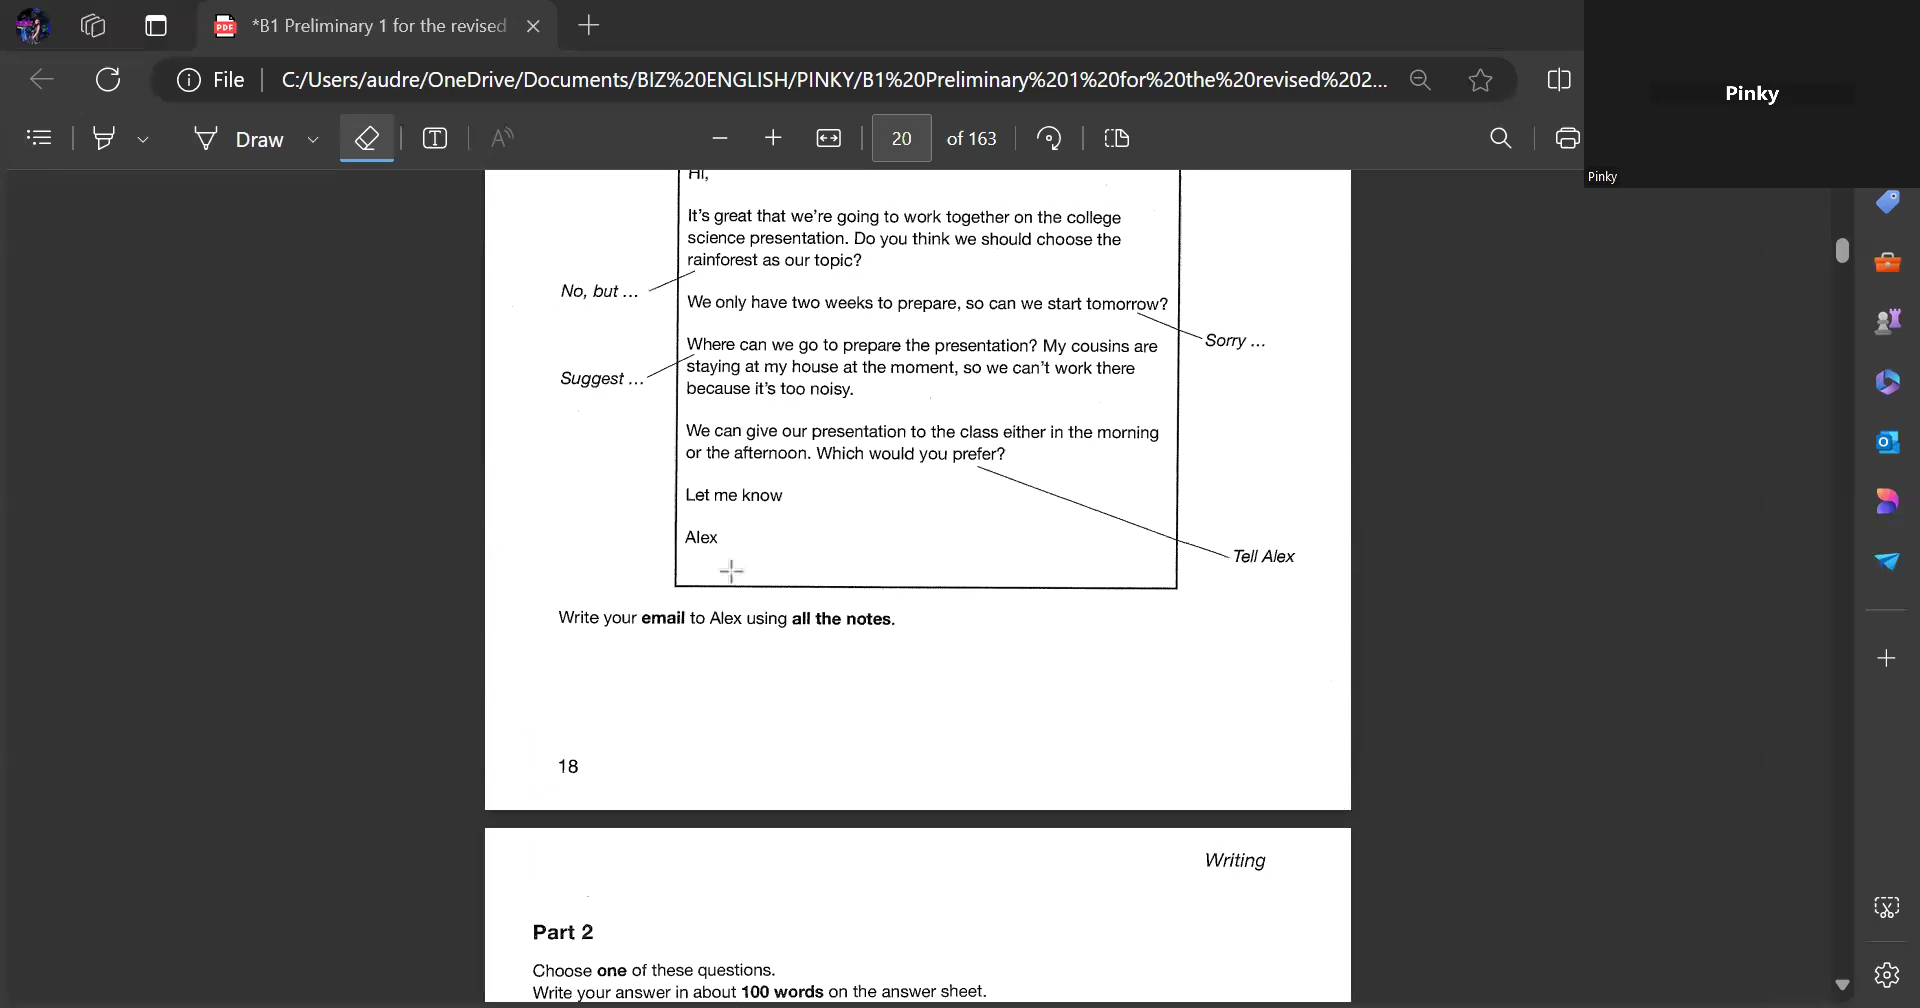 *B1 Preliminary 1 for the revised
File
C:/Users/audre/OneDrive/Documents/BIZ%20ENGLISH/PINKY/B1%20Preliminary%201%20for%20the%20revised%202...
Pinky
Draw
20
of 163
Pinky
Hi,
It's great that we're going to work together on the college
science presentation. Do you think we should choose the
rainforest as our topic?
No, but ...
We only have two weeks to prepare, so can we start tomorrow?
Sorry ...
Where can we go to prepare the presentation? My cousins are
staying at my house at the moment, so we can't work there
because it's too noisy.
Suggest ...
We can give our presentation to the class either in the morning
or the afternoon. Which would you prefer?
Let me know
Alex
Tell Alex
Write your email to Alex using all the notes.
18
Writing
Part 2
Choose one of these questions.
Write your answer in about 100 words on the answer sheet.